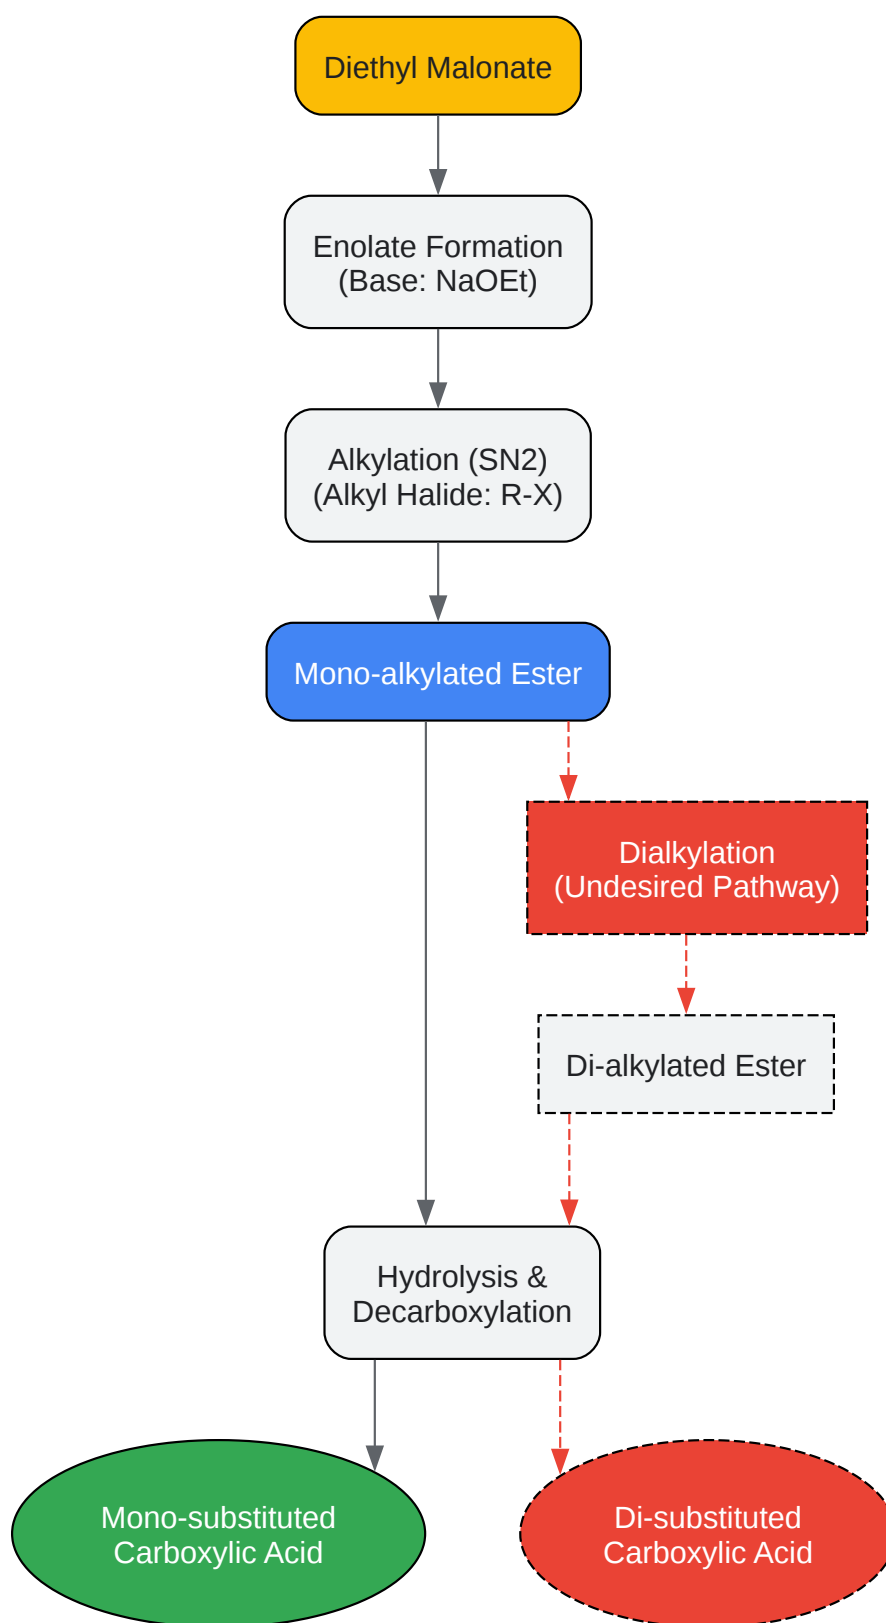 Diethyl Malonate
Enolate Formation
(Base: NaOEt)
Alkylation (SN2)
(Alkyl Halide: R-X)
Mono-alkylated Ester
Dialkylation
(Undesired Pathway)
Di-alkylated Ester
Hydrolysis &
Decarboxylation
Mono-substituted
Carboxylic Acid
Di-substituted
Carboxylic Acid